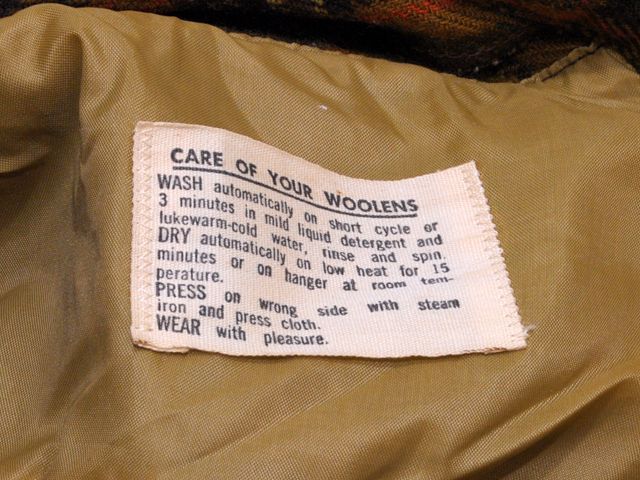 CARE OF YOUR WOOLENS
WASH automatically on short cycle or
3 minutes in mild liquid detergent and
lukewarm-cold water, rinse and spin.
DRY automatically on low heat for 15
minutes or on hanger at room tem-
perature.
PRESS on wrong side with steam
iron and press cloth.
WEAR with pleasure.